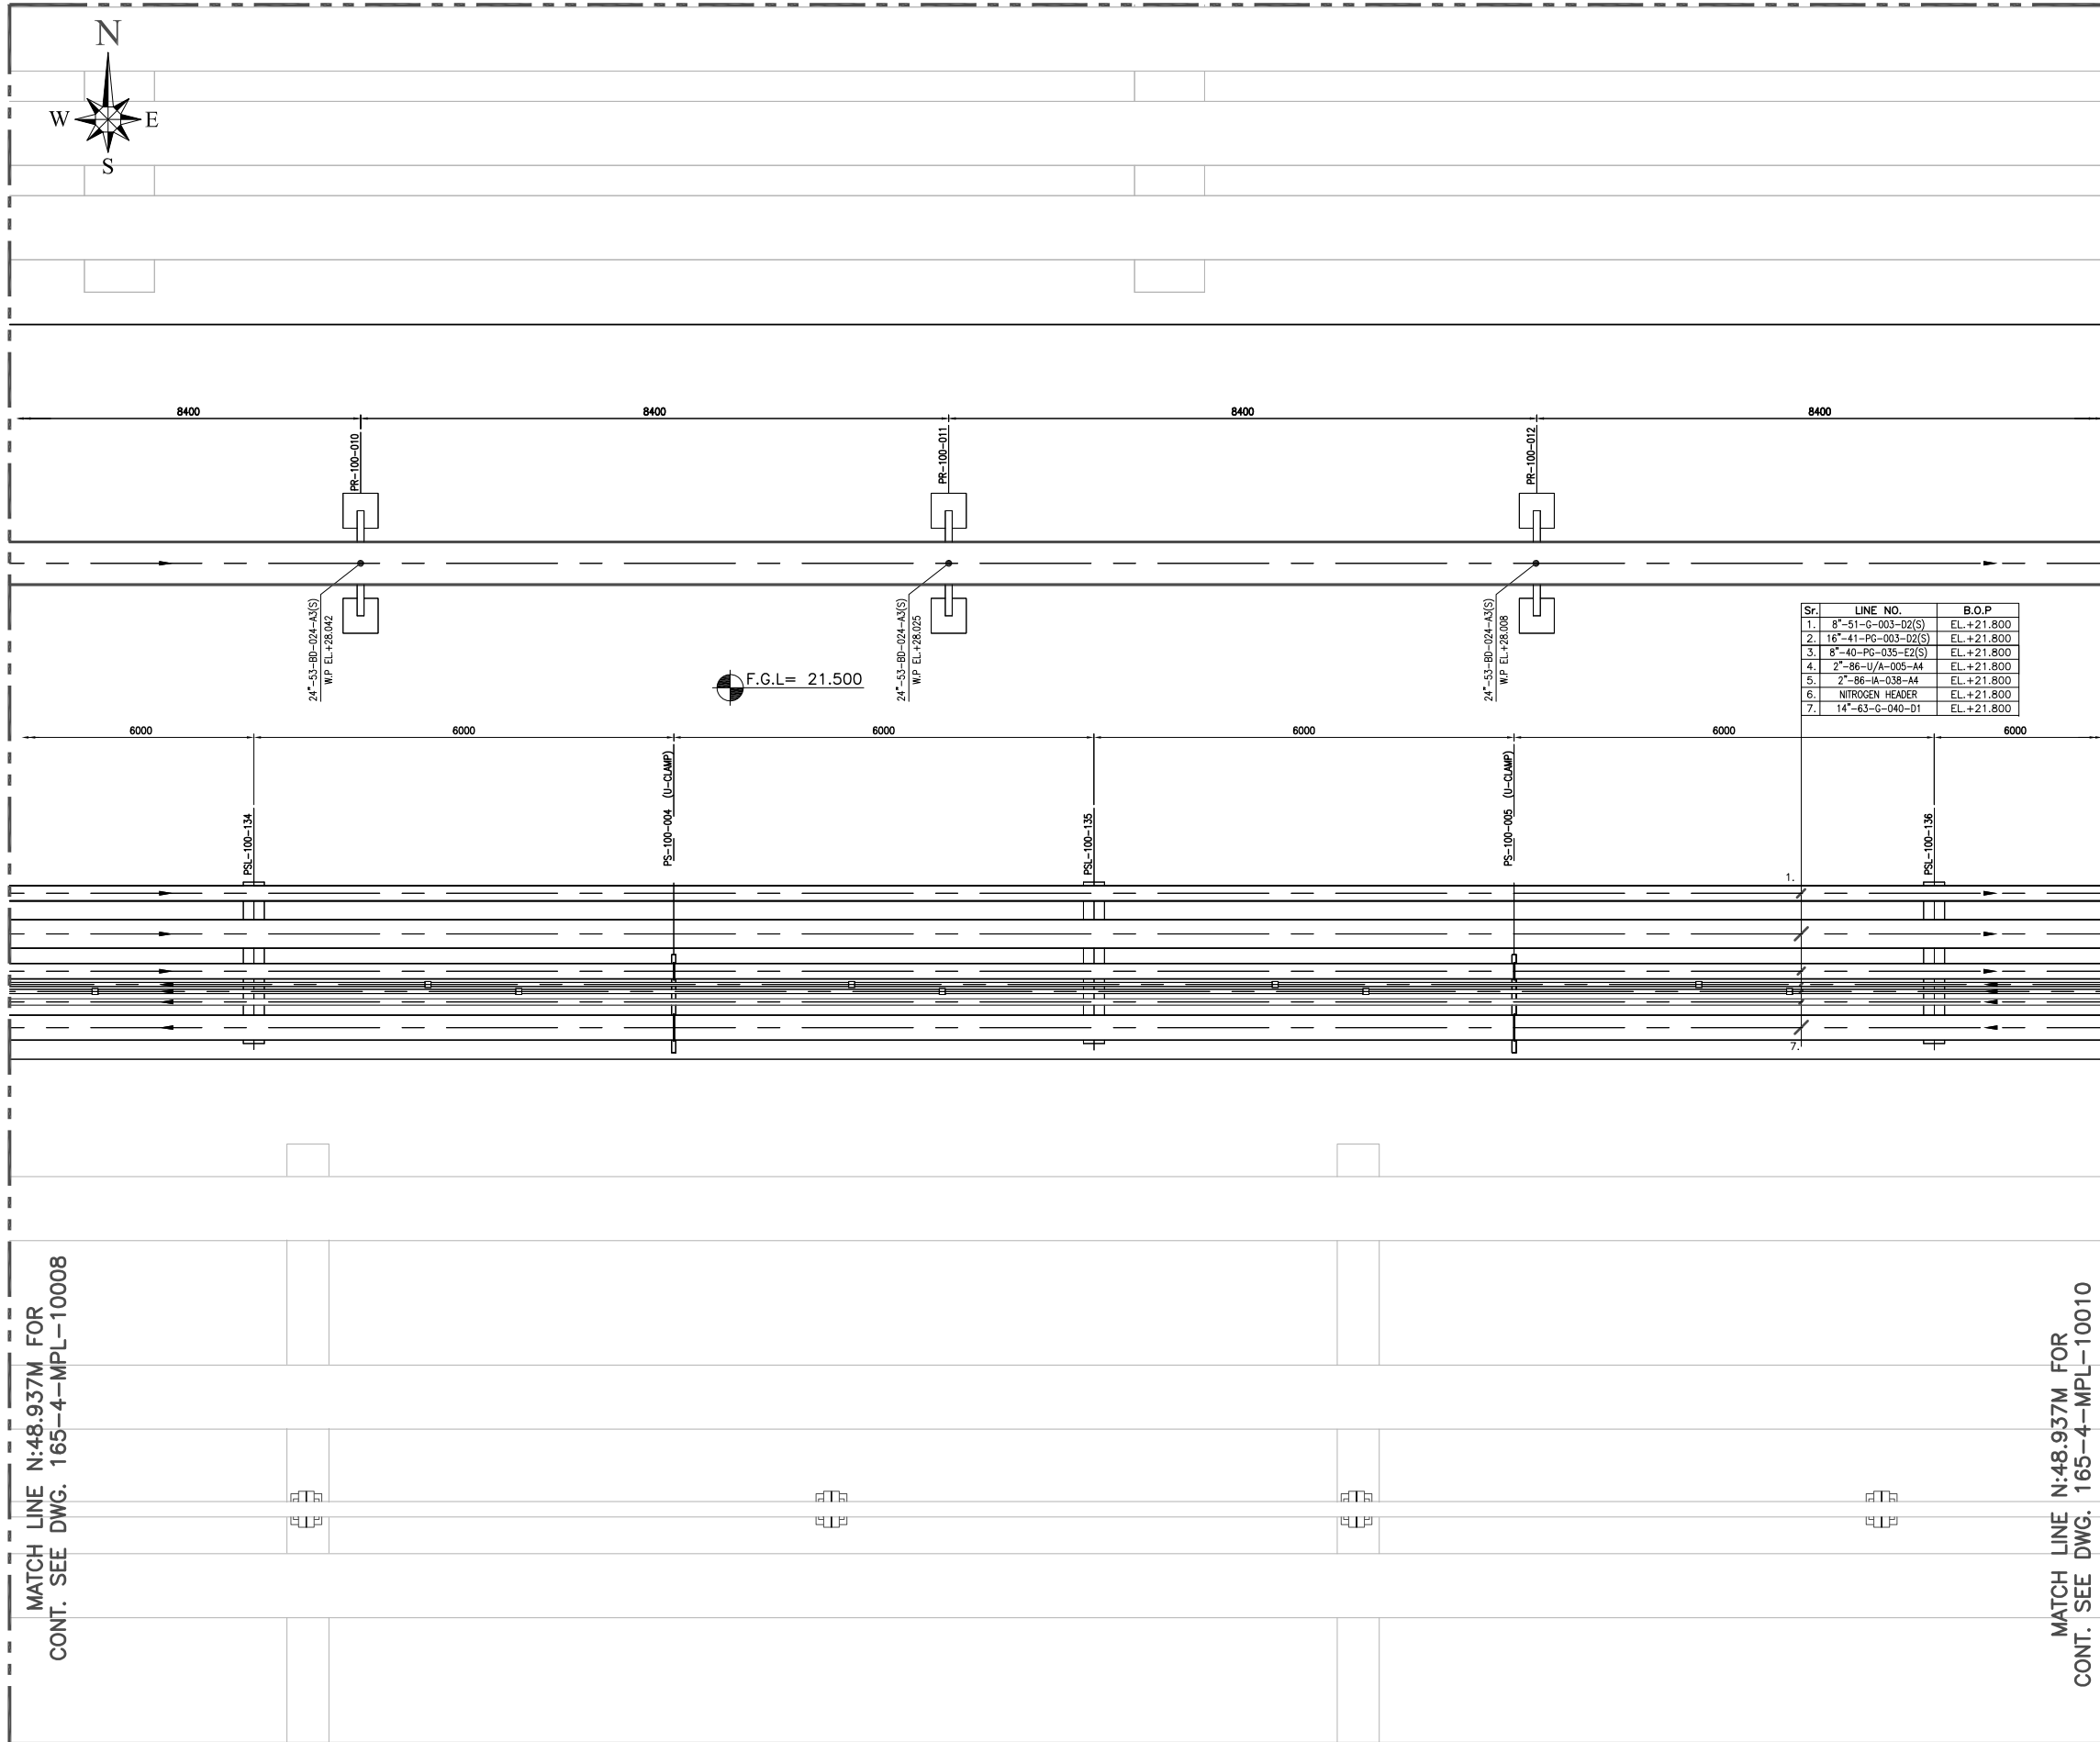 N
W E
S
8400 8400 8400 8400
PR-100-010
PR-100-011
PR-100-012
24"-53-BD-024-A3(S)
W.P EL.+28.042
24"-53-BD-024-A3(S)
W.P EL.+28.025
24"-53-BD-024-A3(S)
W.P EL.+28.008
F.G.L= 21.500
Sr. LINE NO. B.O.P
1. 8"-51-G-003-D2(S) EL.+21.800
2. 16"-41-PG-003-D2(S) EL.+21.800
3. 8"-40-PG-035-E2(S) EL.+21.800
4. 2"-86-U/A-005-A4 EL.+21.800
5. 2"-86-IA-038-A4 EL.+21.800
6. NITROGEN HEADER EL.+21.800
7. 14"-63-G-040-D1 EL.+21.800
6000 6000 6000 6000 6000 6000
PSL-100-134
PS-100-004 (U-CLAMP)
PSL-100-135
PS-100-005 (U-CLAMP)
PSL-100-136
1.
7.
MATCH LINE N:48.937M FOR
CONT. SEE DWG. 165-4-MPL-10008
MATCH LINE N:48.937M FOR
CONT. SEE DWG. 165-4-MPL-10010